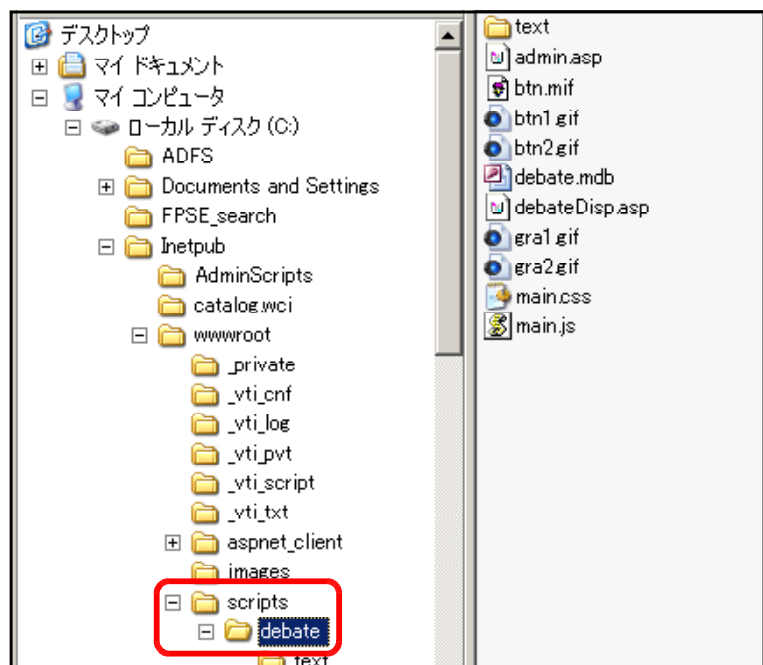 デスクトップ
マイ ドキュメント
マイ コンピュータ
ローカル ディスク (C:)
ADFS
Documents and Settings
FPSE_search
Inetpub
AdminScripts
catalog.wci
wwwroot
_private
_vti_cnf
_vti_log
_vti_pvt
_vti_script
_vti_txt
aspnet_client
images
scripts
debate
text
text
admin.asp
btn.mif
btn1.gif
btn2.gif
debate.mdb
debateDisp.asp
gra1.gif
gra2.gif
main.css
main.js